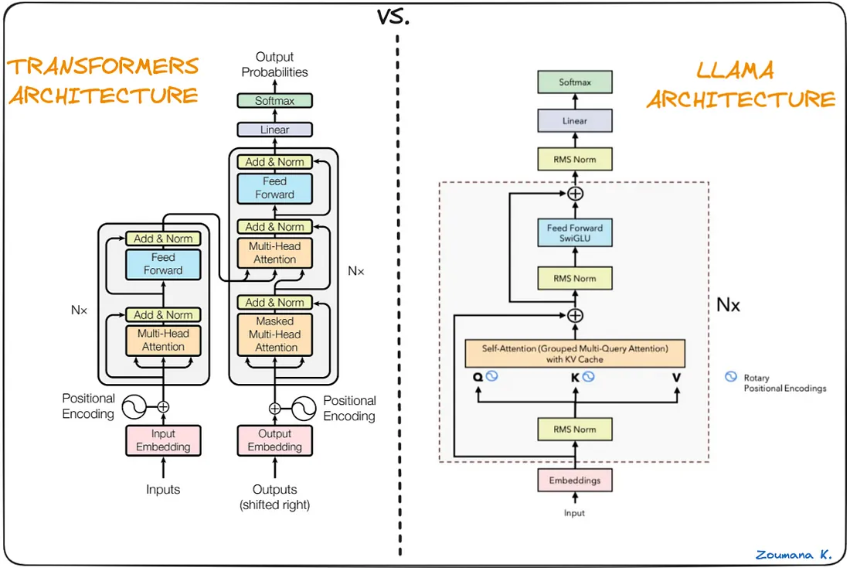 VS.
TRANSFORMERS
ARCHITECTURE
Output
Probabilities
Softmax
Linear
Add & Norm
Feed
Forward
Add & Norm
Multi-Head
Attention
Nx
Add & Norm
Masked
Multi-Head
Attention
Add & Norm
Feed
Forward
Nx
Add & Norm
Multi-Head
Attention
Positional
Encoding
Positional
Encoding
Input
Embedding
Output
Embedding
Inputs
Outputs
(shifted right)
LLAMA
ARCHITECTURE
Softmax
Linear
RMS Norm
Feed Forward
SwiGLU
RMS Norm
Nx
Self-Attention (Grouped Multi-Query Attention)
with KV Cache
Q K V
Rotary
Positional Encodings
RMS Norm
Embeddings
Input
Zoumana K.